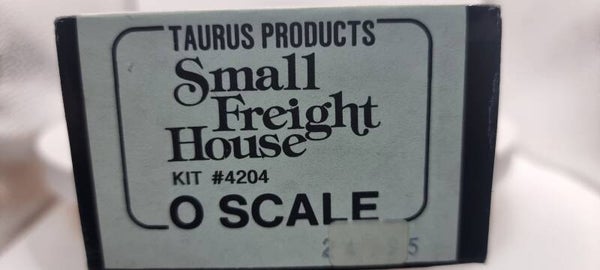 TAURUS PRODUCTS
Small
Freight
House
KIT #4204
O SCALE